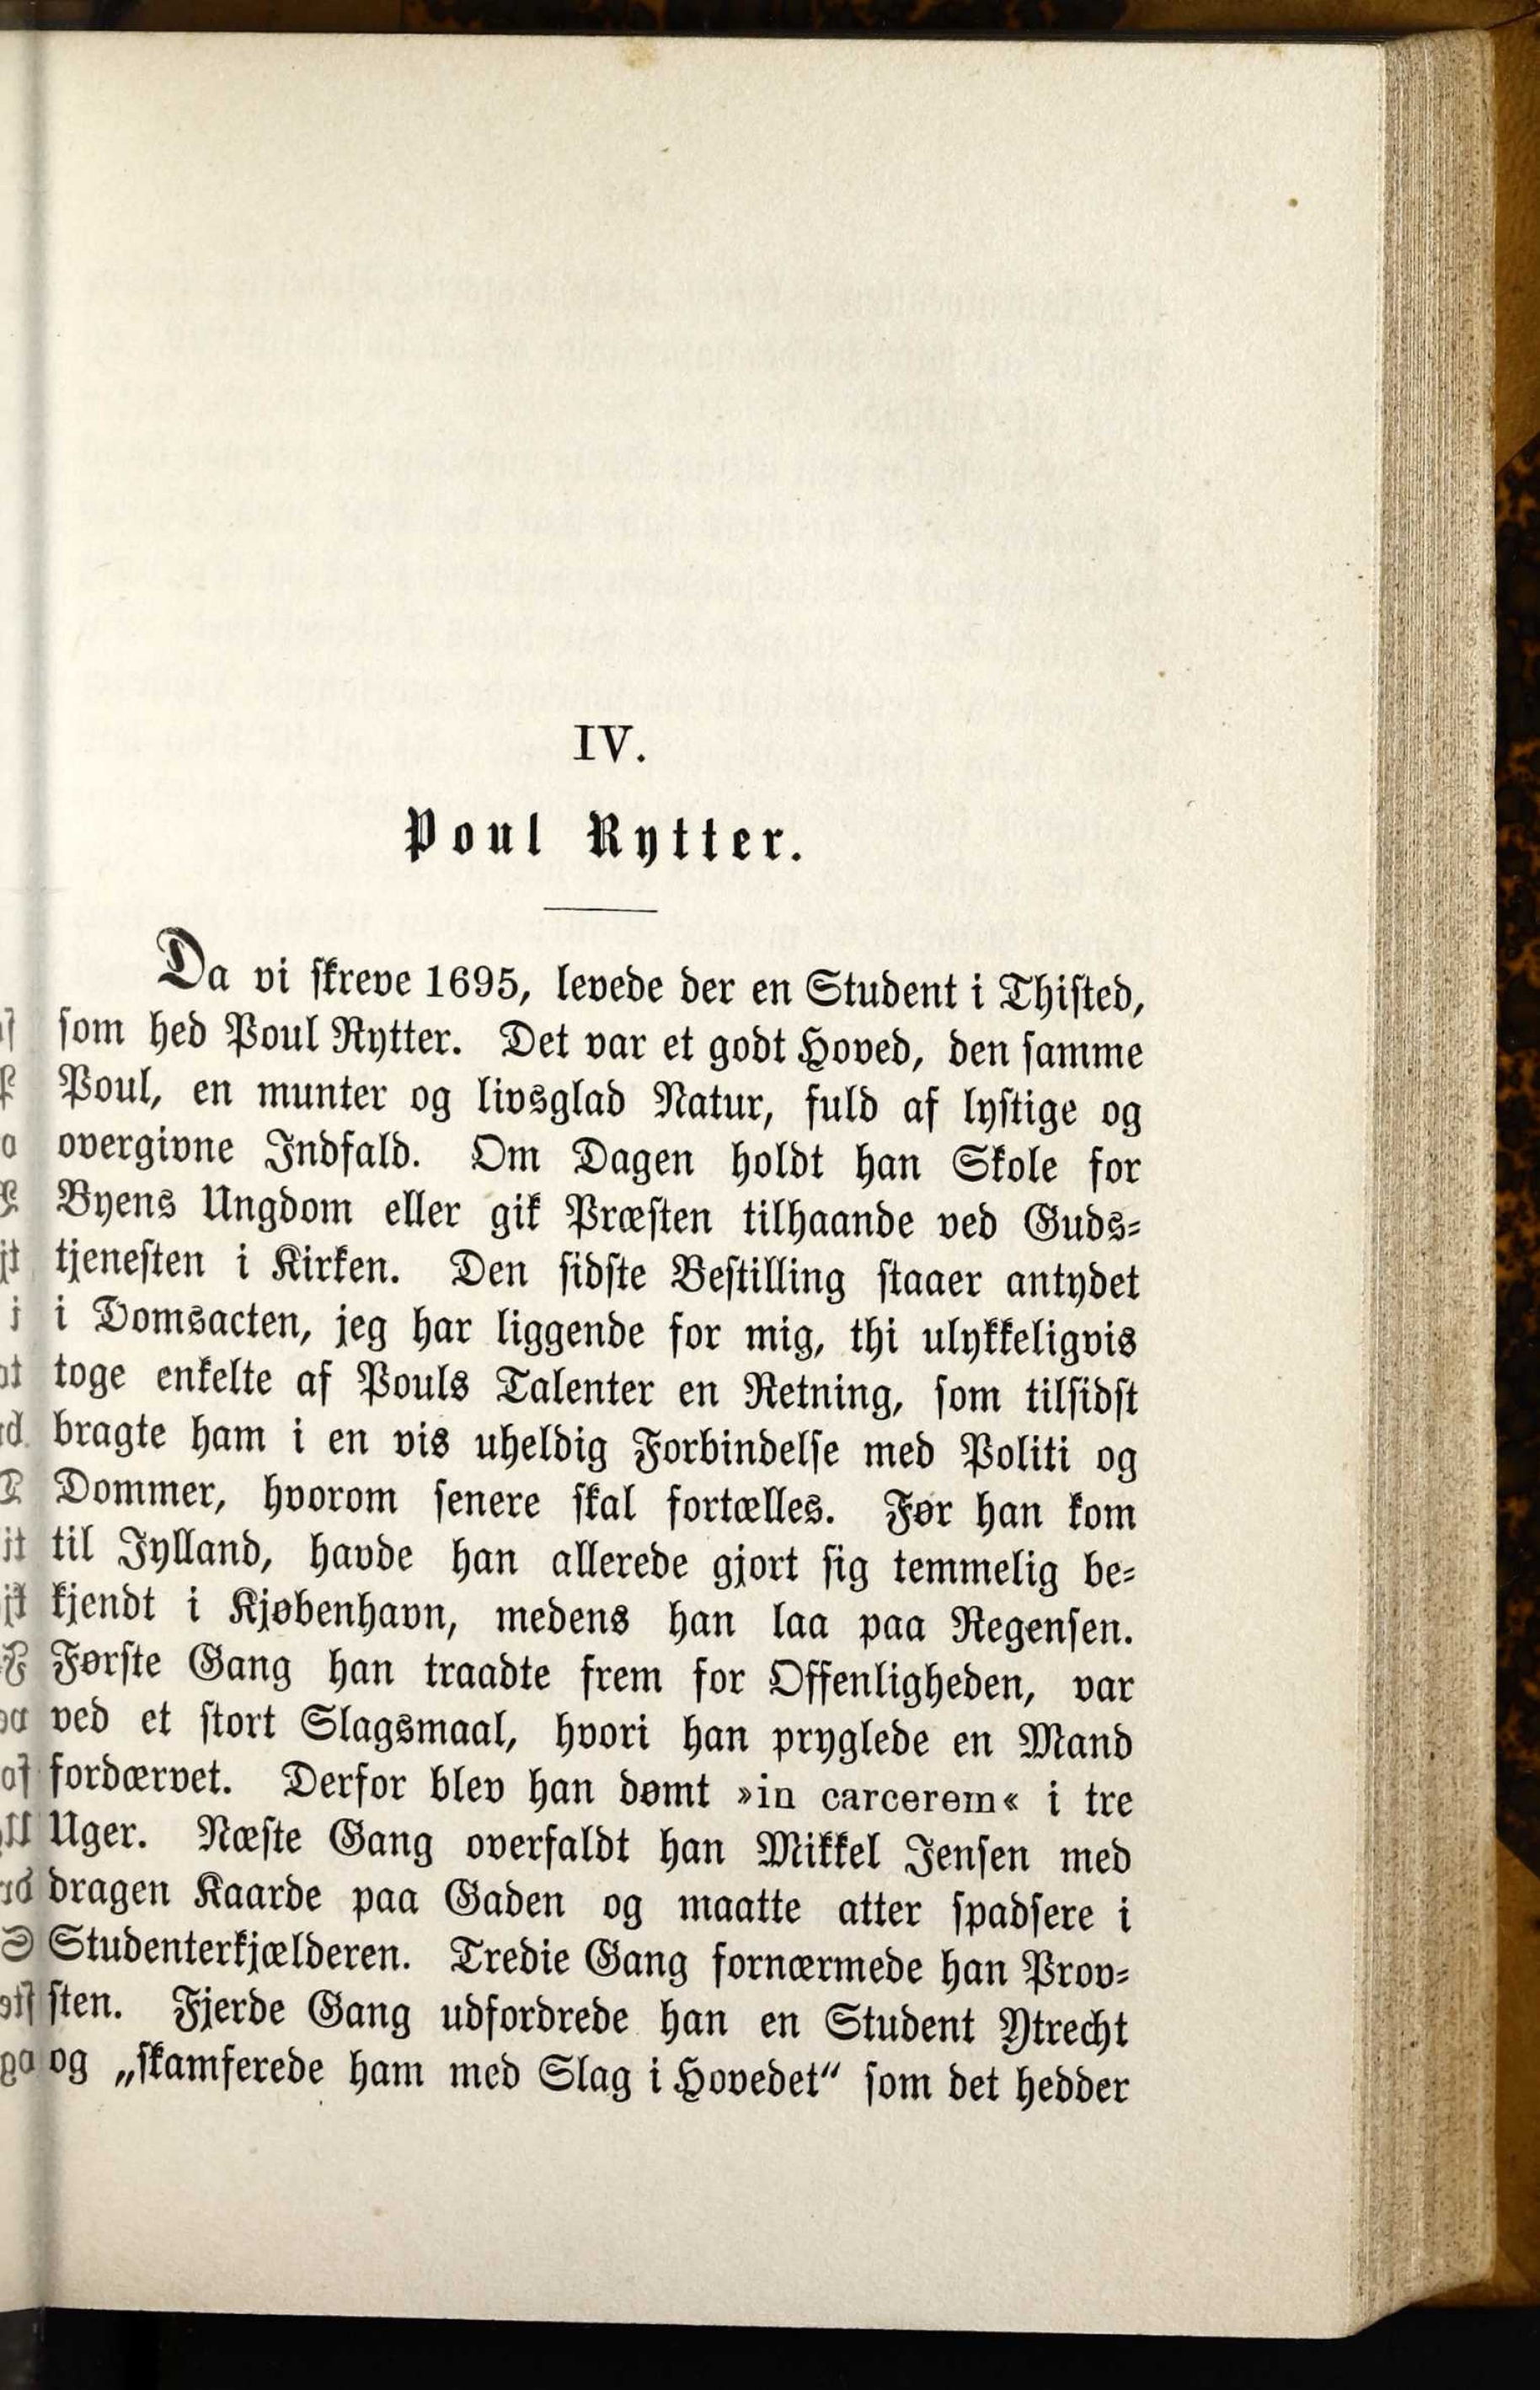 IV.
Poul Rytter.
Da vi skreve 1695, levede der en Student i Thisted,
som hed Poul Rytter. Det var et godt Hoved, den samme
Poul, en munter og livsglad Natur, fuld af lystige og
overgivne Indfald. Om Dagen holdt han Skole for
Byens Ungdom eller gik Præsten tilhaande ved Guds-
tjenesten i Kirken. Den sidste Bestilling staaer antydet
i Domsacten, jeg har liggende for mig, thi ulykkeligvis
toge enkelte af Pouls Talenter en Retning, som tilsidst
bragte ham i en vis uheldig Forbindelse med Politi og
Dommer, hvorom senere skal fortælles. Før han kom
til Jylland, havde han allerede gjort sig temmelig be-
kjendt i Kjøbenhavn, medens han laa paa Regensen.
Første Gang han traadte frem for Offenligheden, var
ved et stort Slagsmaal, hvori han pryglede en Mand
fordærvet. Derfor blev han dømt »in carcerem« i tre
Uger. Næste Gang overfaldt han Mikkel Jensen med
dragen Kaarde paa Gaden og maatte atter spadsere i
Studenterkjælderen. Tredie Gang fornærmede han Prov-
sten. Fjerde Gang udfordrede han en Student Ytrecht
og „skamferede ham med Slag i Hovedet“ som det hedder